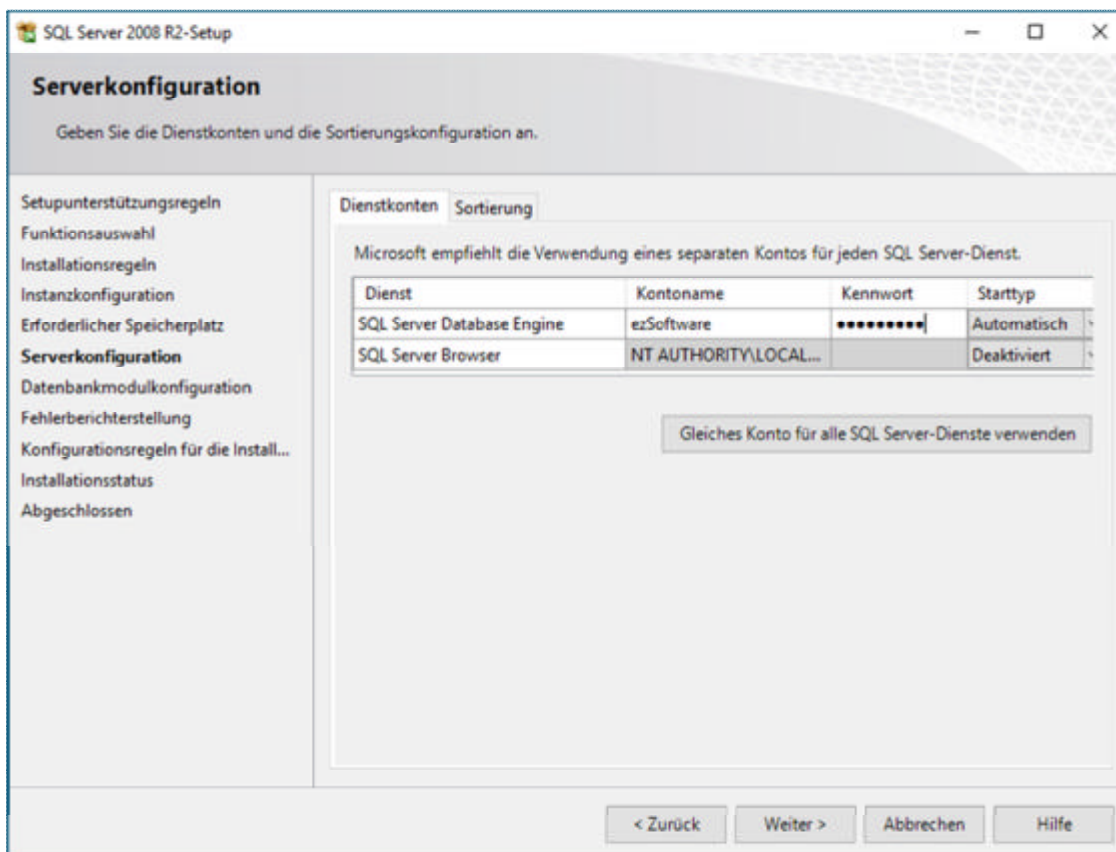 SQL Server 2008 R2-Setup
Serverkonfiguration
Geben Sie die Dienstkonten und die Sortierungskonfiguration an.
Setupunterstützungsregeln
Funktionsauswahl
Installationsregeln
Instanzkonfiguration
Erforderlicher Speicherplatz
Serverkonfiguration
Datenbankmodulkonfiguration
Fehlerberichterstellung
Konfigurationsregeln für die Install...
Installationsstatus
Abgeschlossen
Dienstkonten Sortierung
Microsoft empfiehlt die Verwendung eines separaten Kontos für jeden SQL Server-Dienst.
Dienst Kontoname Kennwort Starttyp
SQL Server Database Engine ezSoftware ●●●●●●●●● Automatisch
SQL Server Browser NT AUTHORITY\LOCAL... Deaktiviert
Gleiches Konto für alle SQL Server-Dienste verwenden
< Zurück Weiter > Abbrechen Hilfe